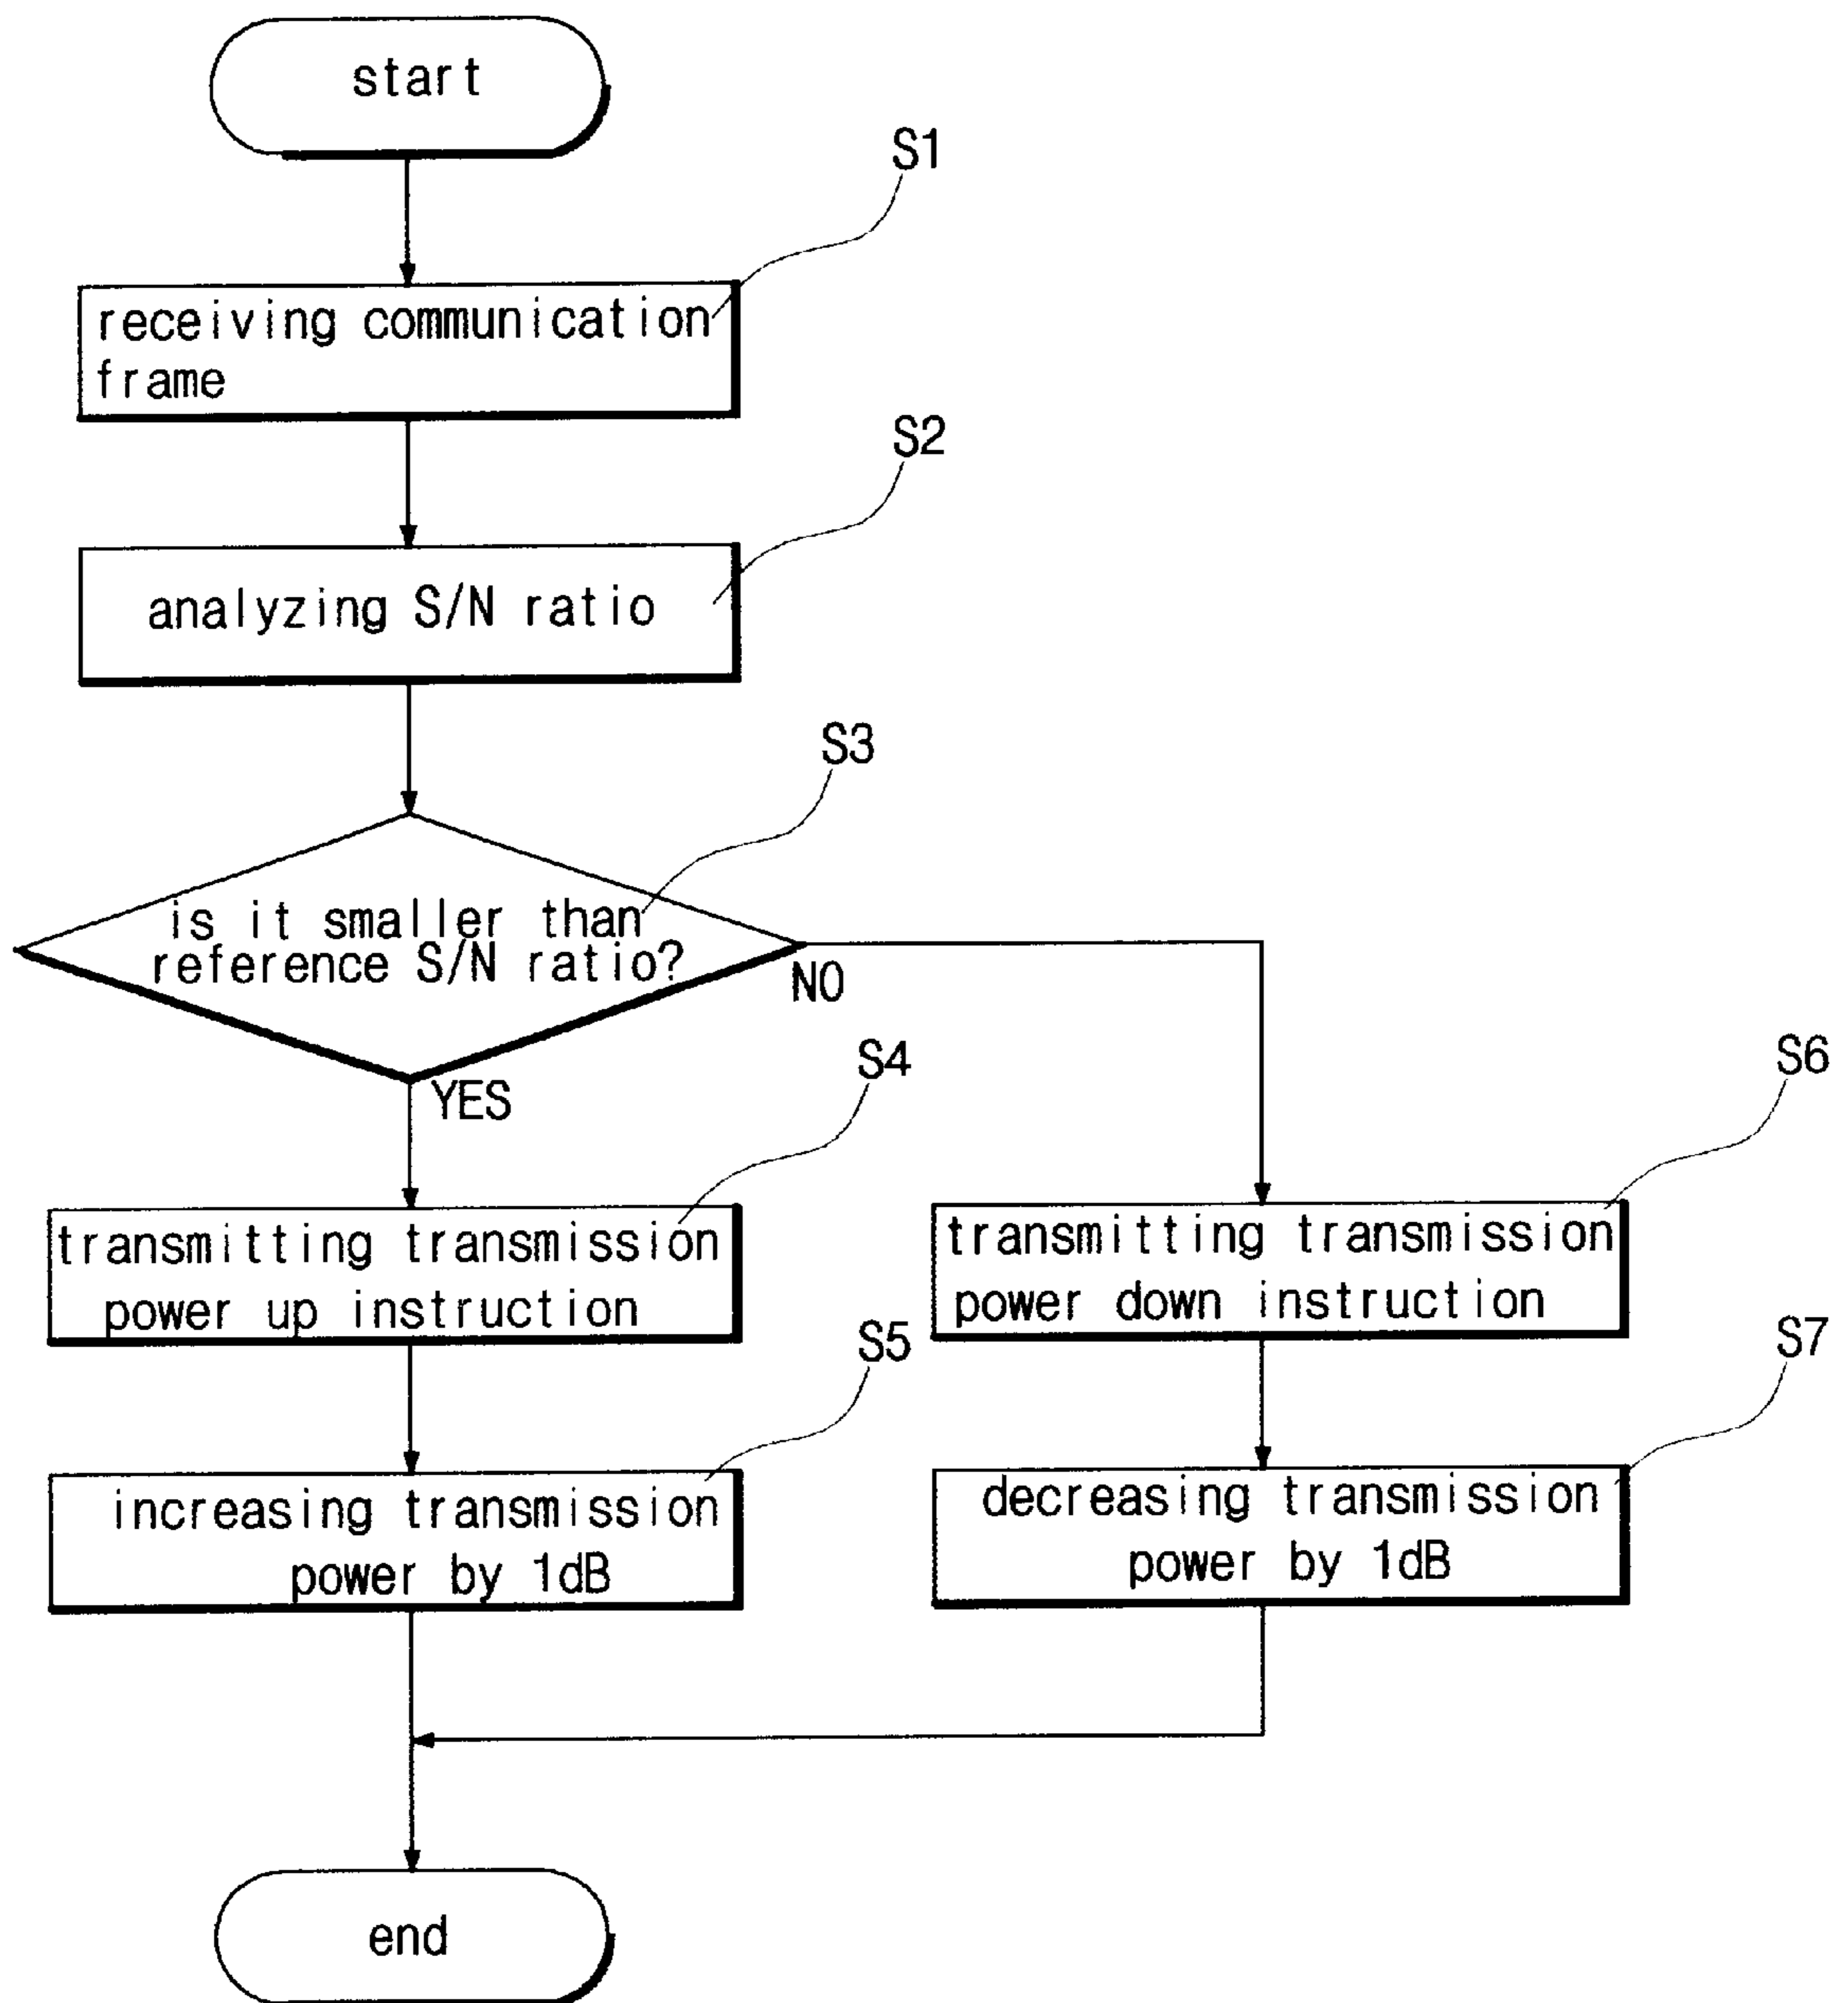 start
S1
receiving communication
frame
S2
analyzing S/N ratio
S3
is it smaller than
reference S/N ratio?
NO
YES
S4
transmitting transmission
power up instruction
S5
increasing transmission
power by 1dB
S6
transmitting transmission
power down instruction
S7
decreasing transmission
power by 1dB
end